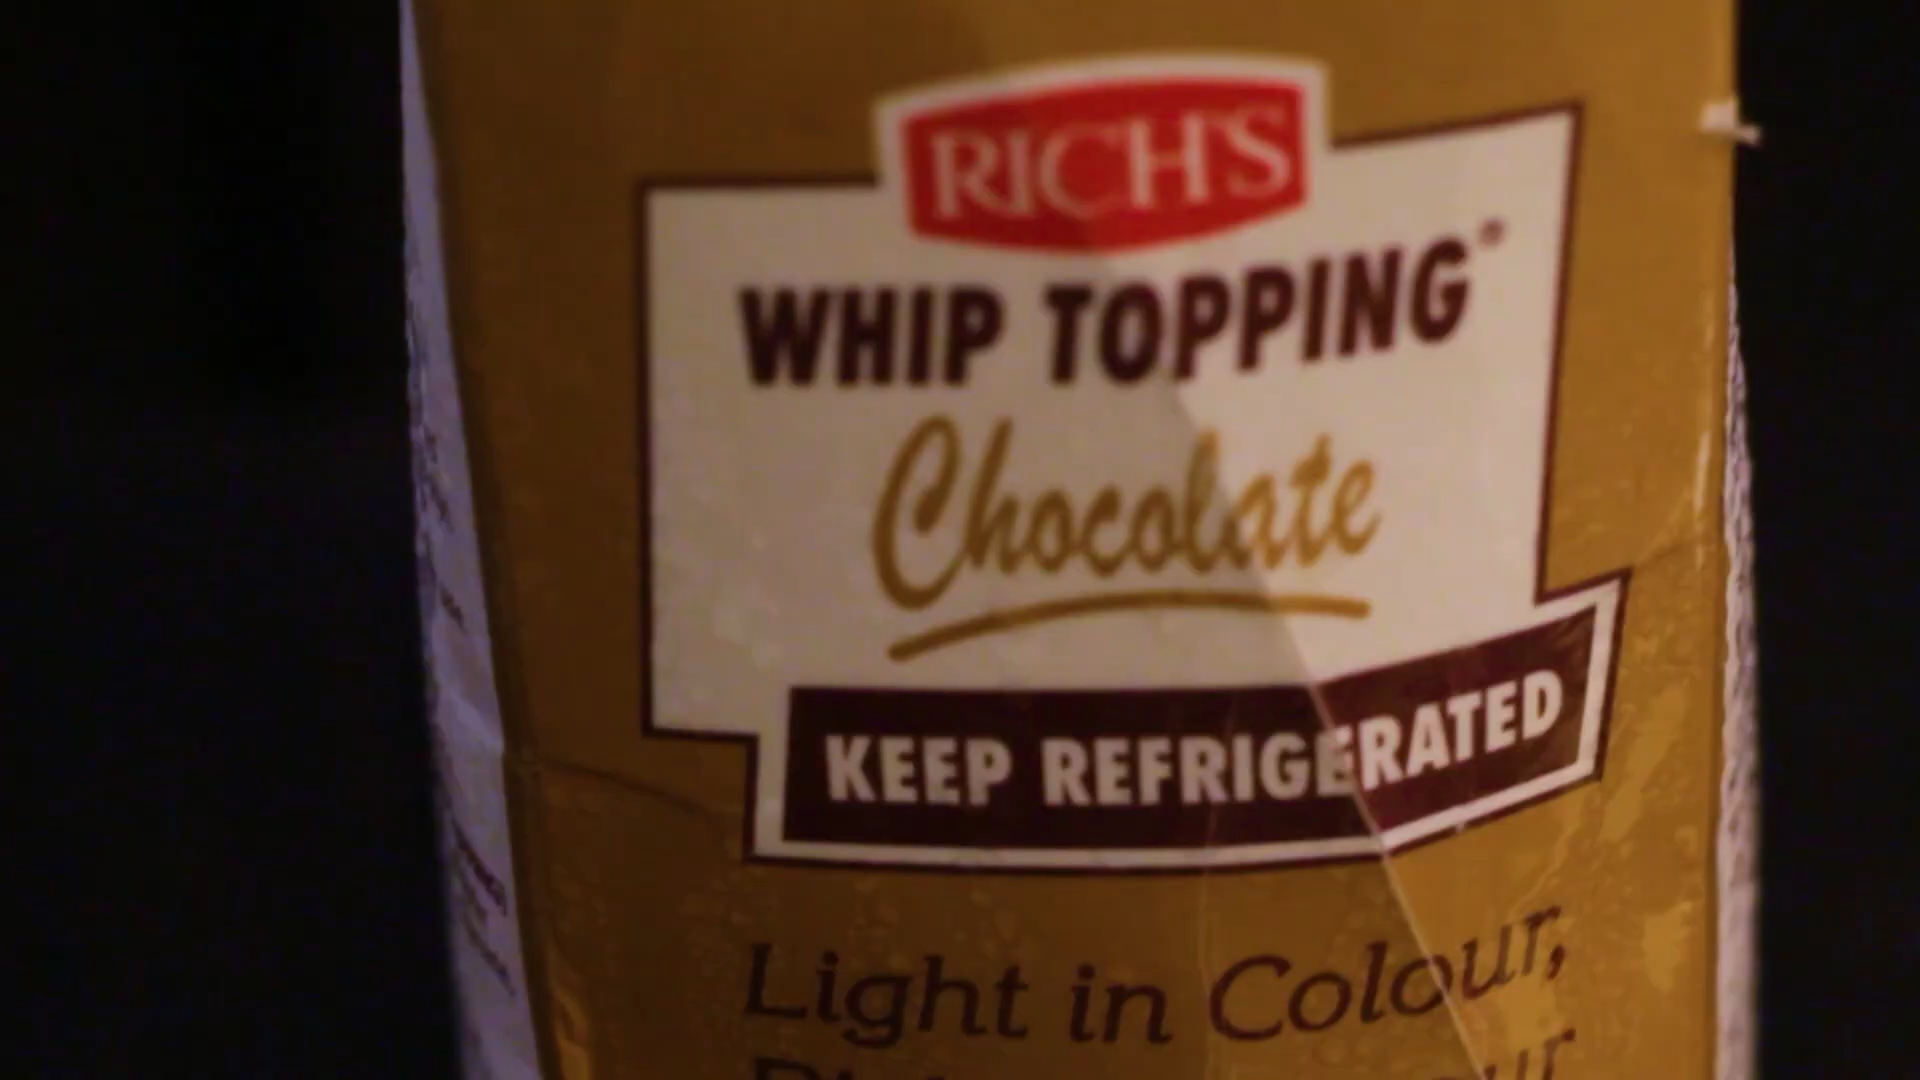 RICH'S
WHIP TOPPING
Chocolate
KEEP REFRIGERATED
Light in Colour,